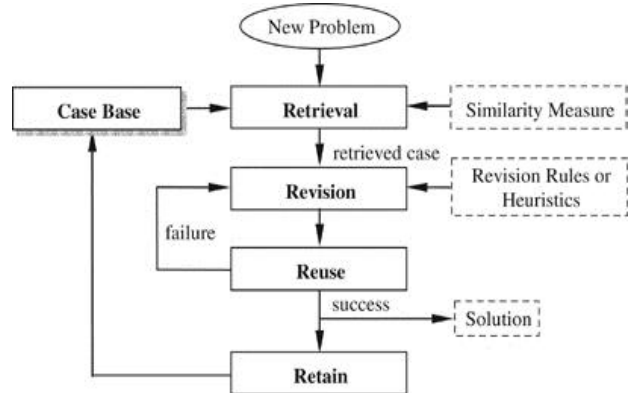 New Problem
Case Base
Retrieval
Similarity Measure
retrieved case
Revision
Revision Rules or
Heuristics
failure
Reuse
success
Solution
Retain